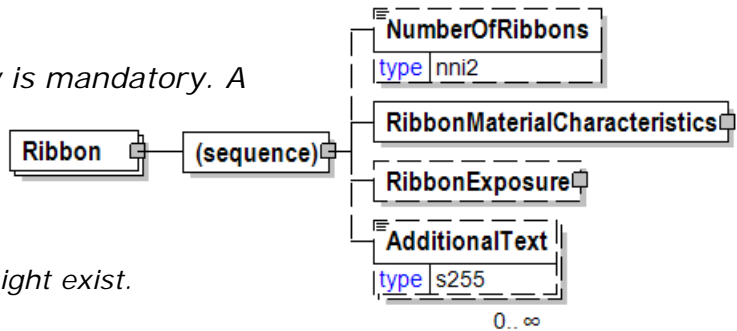 NumberOfRibbons
type nni2
is mandatory. A
RibbonMaterialCharacteristics
Ribbon
(sequence)
RibbonExposure
AdditionalText
type s255
ight exist.
0..∞